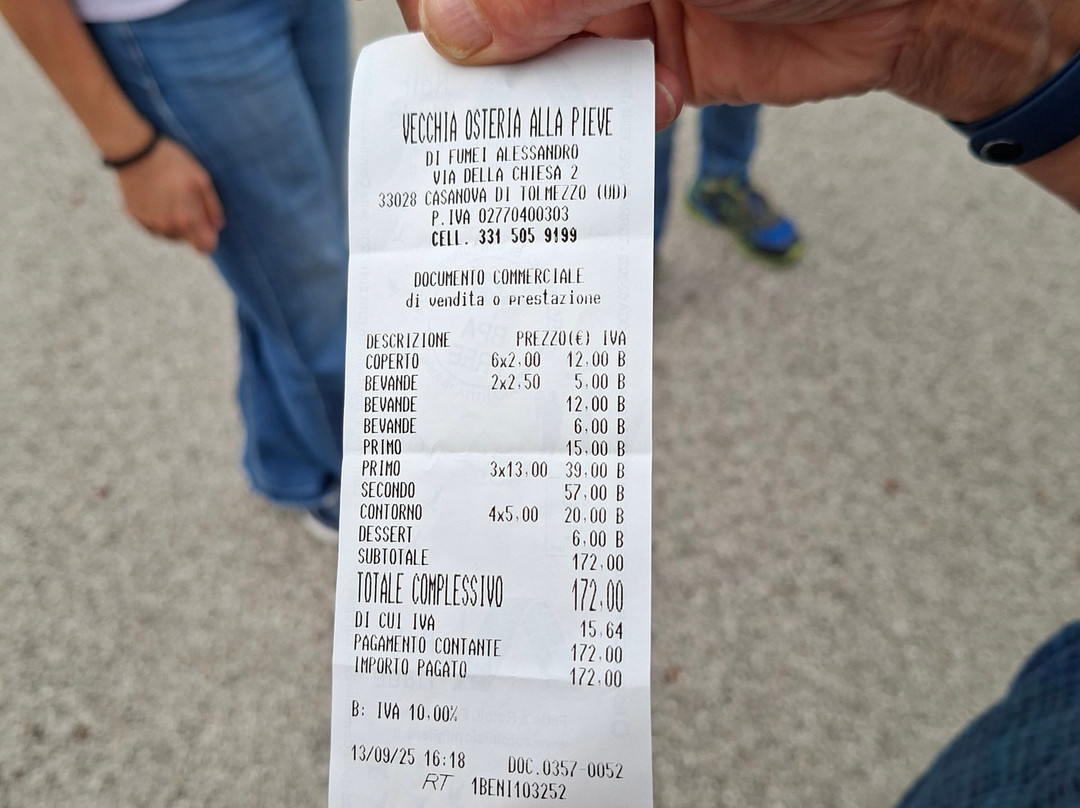 VECCHIA OSTERIA ALLA PIEVE
DI FUMEI ALESSANDRO
VIA DELLA CHIESA 2
33028 CASANOVA DI TOLMEZZO (UD)
P.IVA 02770400303
CELL. 331 505 9199
DOCUMENTO COMMERCIALE
di vendita o prestazione
DESCRIZIONE PREZZO(€) IVA
COPERTO 6x2,00 12,00 B
BEVANDE 2x2,50 5,00 B
BEVANDE 12,00 B
BEVANDE 6,00 B
PRIMO 15,00 B
PRIMO 3x13,00 39,00 B
SECONDO 57,00 B
CONTORNO 4x5,00 20,00 B
DESSERT 6,00 B
SUBTOTALE 172,00
TOTALE COMPLESSIVO 172,00
DI CUI IVA 15,64
PAGAMENTO CONTANTE 172,00
IMPORTO PAGATO 172,00
B: IVA 10,00%
13/09/25 16:18 DOC.0357-0052
RT 1BENI103252